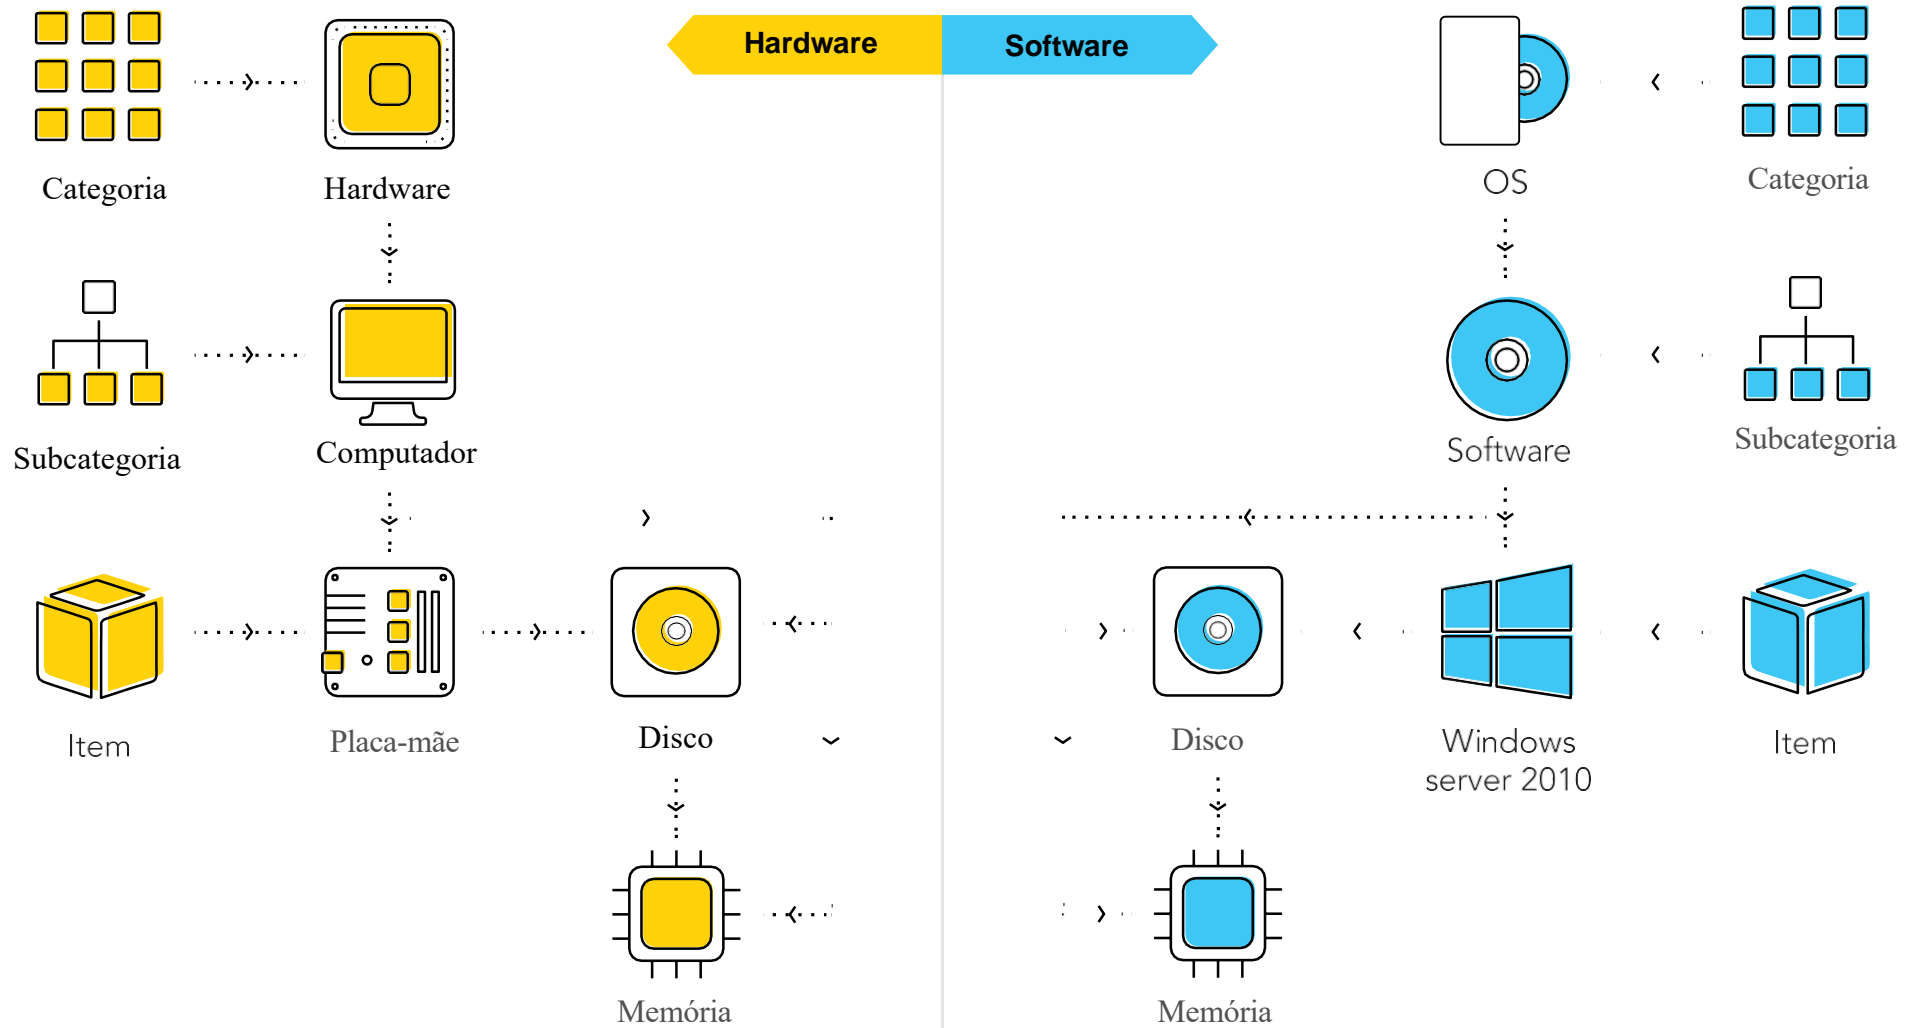 Hardware
Software
Categoria
Hardware
OS
Categoria
Subcategoria
Computador
Software
Subcategoria
Item
Placa-mãe
Disco
Disco
Windows
server 2010
Item
Memória
Memória